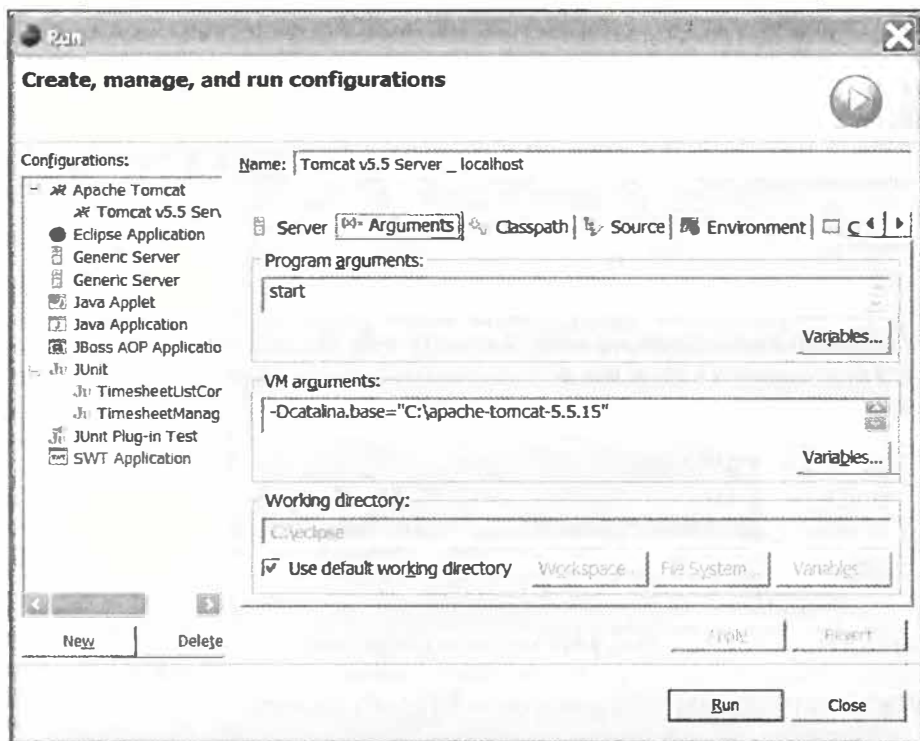 Run
Create, manage, and run configurations
Configurations:
Name: Tomcat v5.5 Server _ localhost
Apache Tomcat
Tomcat v5.5 Serv
Eclipse Application
Generic Server
Generic Server
Java Applet
Java Application
JBoss AOP Applicatio
JUnit
TimesheetListCor
TimesheetManag
JUnit Plug-in Test
SWT Application
New Delete
Server (x)= Arguments Classpath Source Environment C
Program arguments:
start
Variables...
VM arguments:
-Dcatalina.base="C:\apache-tomcat-5.5.15"
Variables...
Working directory:
C:\eclipse
Use default working directory Workspace... File System... Variables...
Apply Revert
Run Close